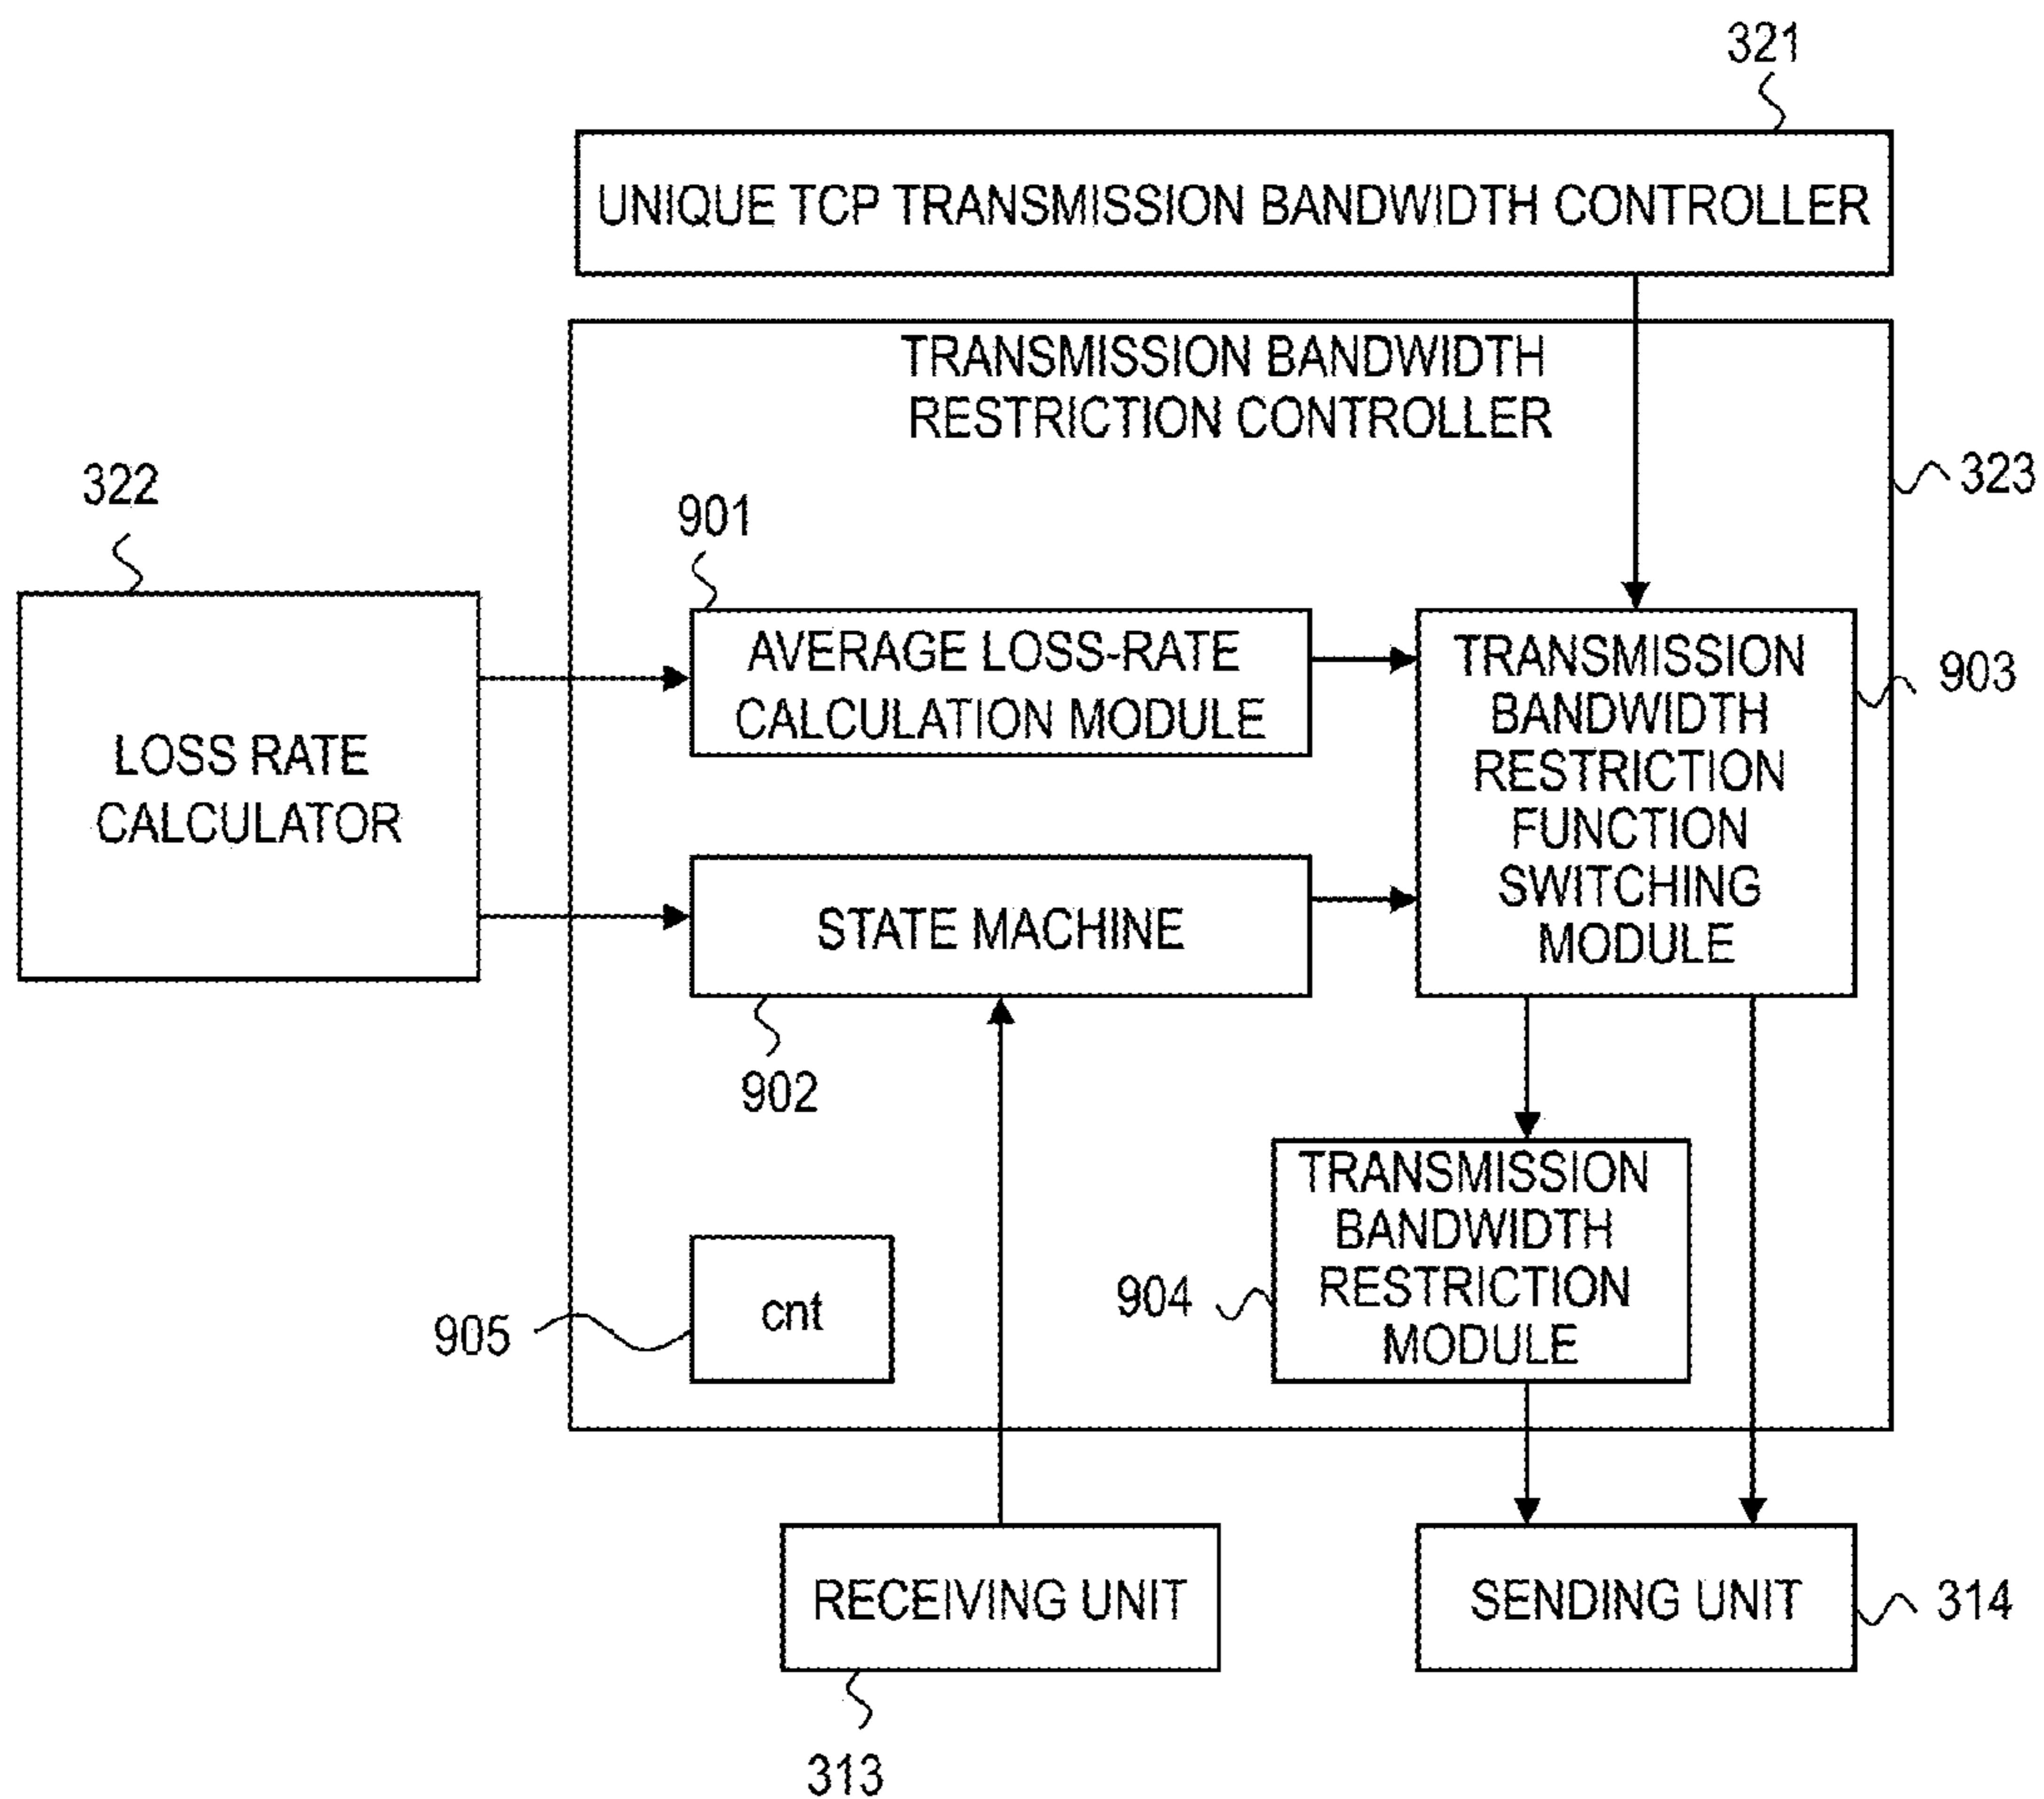 321
UNIQUE TCP TRANSMISSION BANDWIDTH CONTROLLER
TRANSMISSION BANDWIDTH
RESTRICTION CONTROLLER
323
322
LOSS RATE
CALCULATOR
901
AVERAGE LOSS-RATE
CALCULATION MODULE
TRANSMISSION
BANDWIDTH
RESTRICTION
FUNCTION
SWITCHING
MODULE
903
STATE MACHINE
902
TRANSMISSION
BANDWIDTH
RESTRICTION
MODULE
904
cnt
905
RECEIVING UNIT
313
SENDING UNIT
314